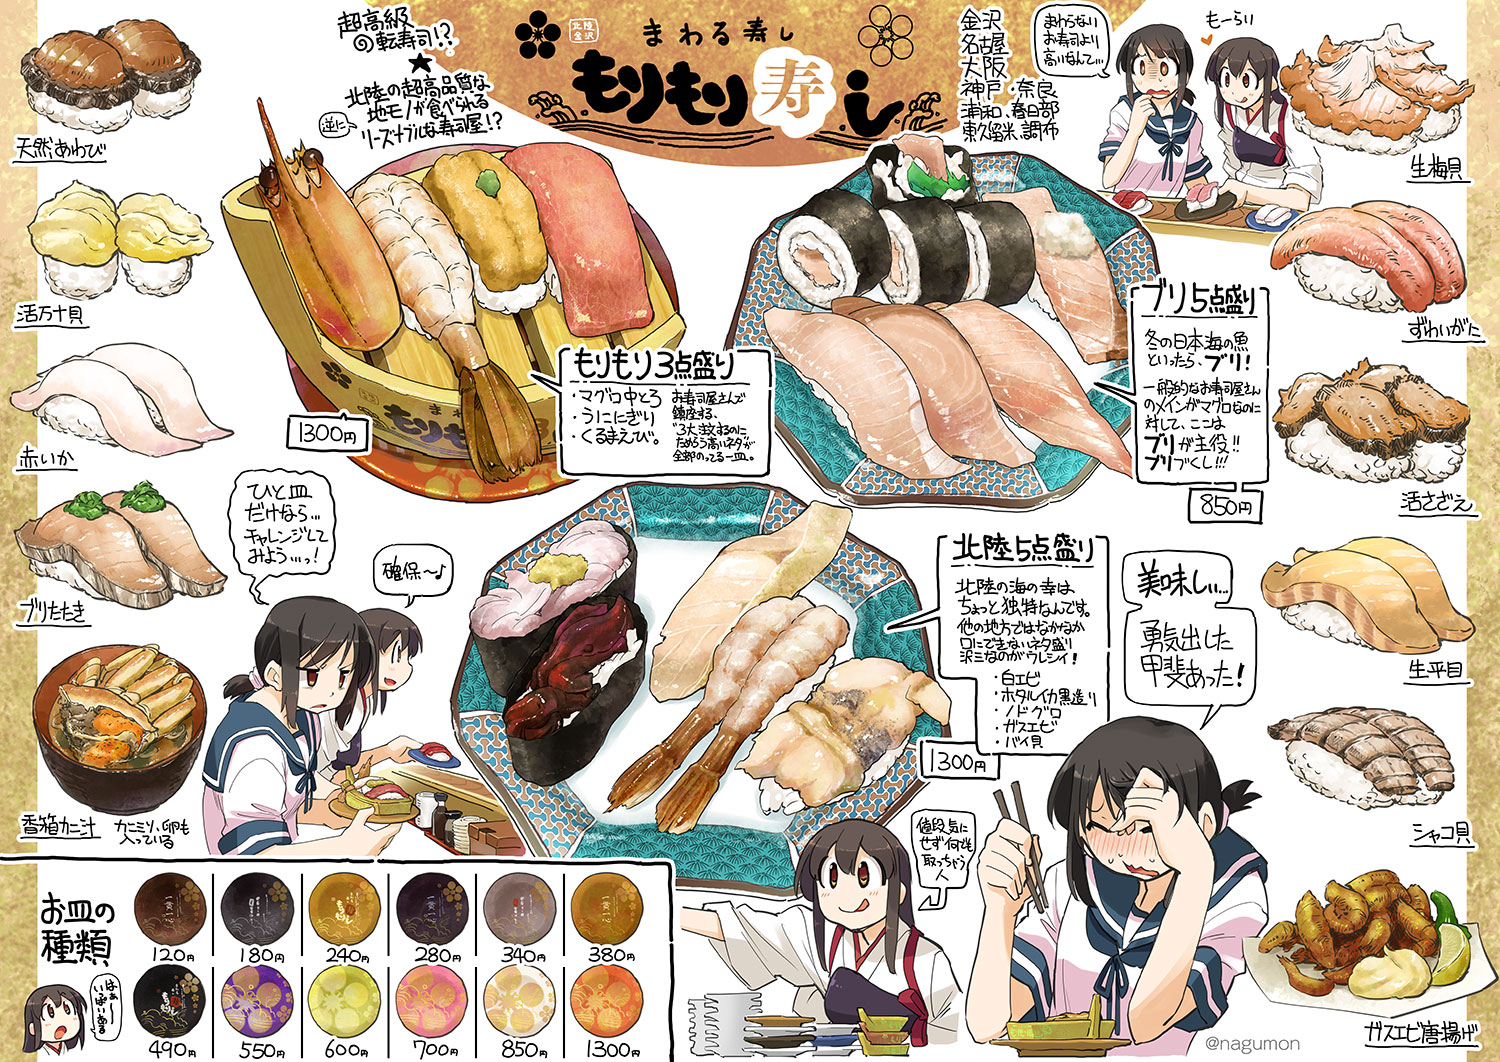 超高級
の転寿司!?
★
北陸の超高品質な
地モノが食べられる
逆に
リーズナブルな寿司屋!?
北陸
金沢
まわる寿し
もりもり寿し
金沢
名古屋
大阪
神戸・奈良
浦和、春日部
東久留米、調布
まわらない
お寿司より
高いなんて…
もーらい
天然あわび
活万十貝
赤いか
ブリたたき
香箱カニ汁
カニミソ、卵も
入っている
生梅貝
ずわいがに
活さざえ
生平目
シャコ貝
ガスエビ唐揚げ
まわる
もりもり
1300円
もりもり3点盛り
・マグロ中とろ
・うににぎり
・くるまえび。
お寿司屋さんで
鎮座する、
"3大注文するのに
ためらう高いネタ"が
全部のってる一皿。
ブリ5点盛り
冬の日本海の魚
といったら、ブリ!
一般的なお寿司屋さん
のメインがマグロなのに
対して、ここは
ブリが主役!!
ブリづくし!!!
850円
ひと皿
だけなら…
チャレンジして
みよう…っ!
確保〜♪
北陸5点盛り
北陸の海の幸は
ちょっと独特なんです。
他の地方ではなかなか
口にできないネタ盛り
沢三なのがウレシイ!
・白エビ
・ホタルイカ黒造り
・ノドグロ
・ガスエビ
・バイ貝
1300円
美味しぃ…
勇気出した
甲斐あった!
値段気に
せず何でも
取っちゃう
人
お皿の
種類
はぁー
いっぱいある
120円 180円 240円 280円 340円 380円
490円 550円 600円 700円 850円 1300円
@nagumon